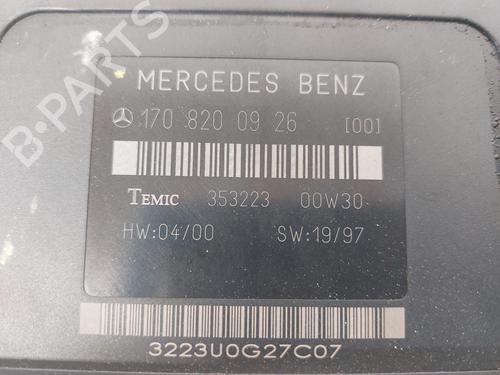 MERCEDES BENZ
170 820 09 26 [00]
TEMIC 353223 00W30
HW:04/00 SW:19/97
3223U0G27C07
B-PARTS